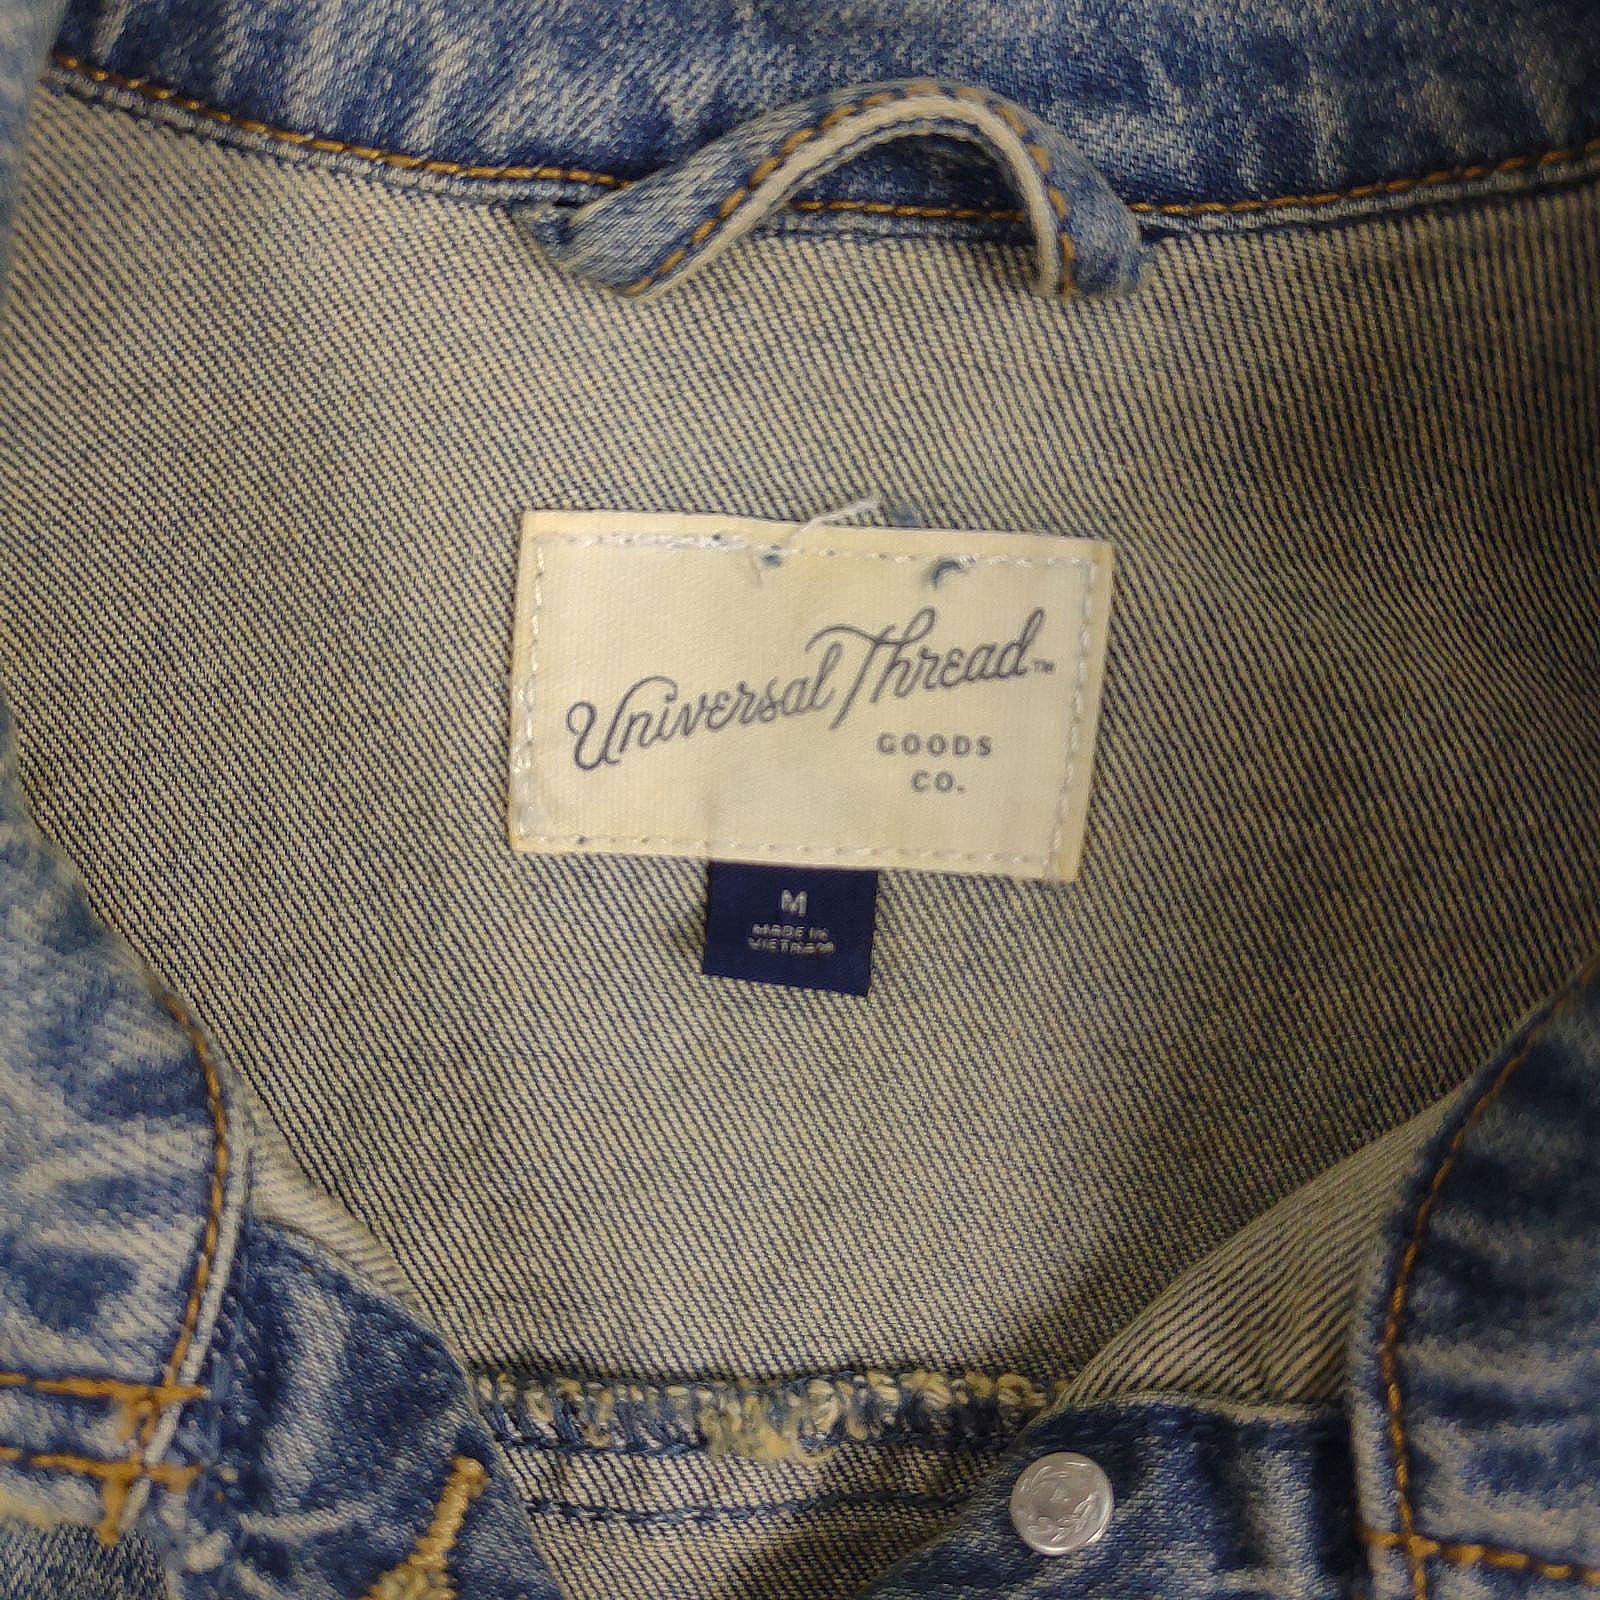 Universal Thread™
GOODS
CO.
M
MADE IN
VIETNAM